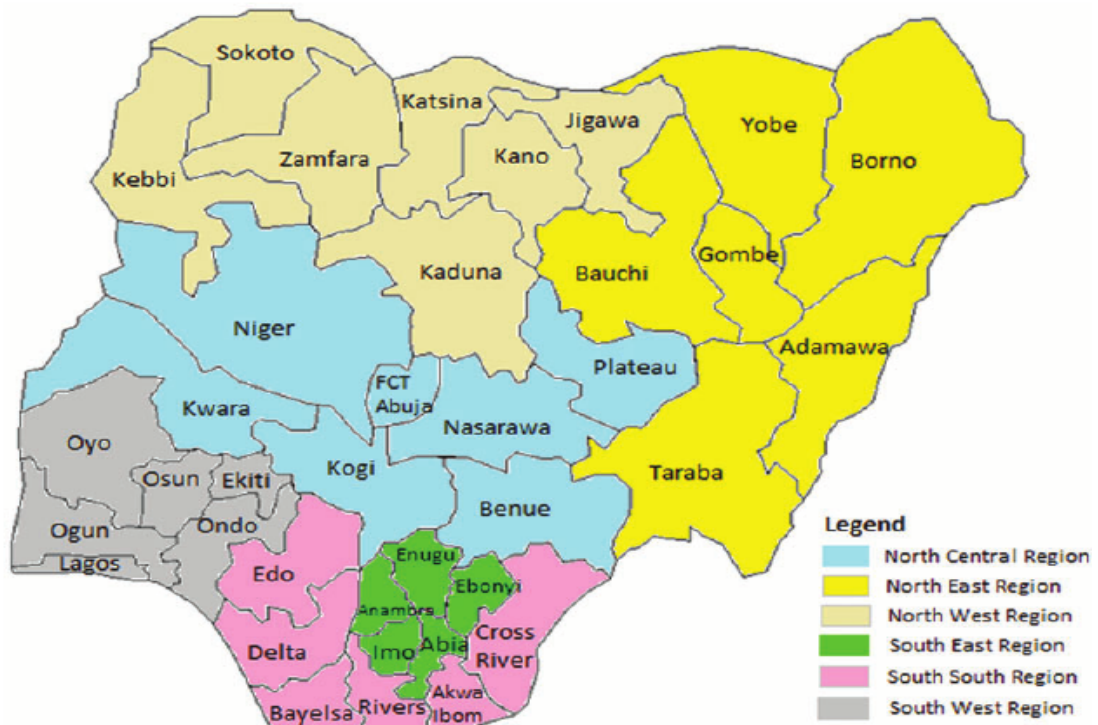 Sokoto
Katsina
Jigawa
Yobe
Kano
Zamfara
Borno
Kebbi
Gombe
Kaduna
Bauchi
Niger
Adamawa
Plateau
FCT
Abuja
Kwara
Nasarawa
Oyo
Kogi
Taraba
Osun
Ekiti
Benue
Ogun
Ondo
Lagos
Enugu
Edo
Ebonyi
Anambra
Cross
River
Abia
Delta
Imo
Akwa
Ibom
Rivers
Bayelsa
Legend
North Central Region
North East Region
North West Region
South East Region
South South Region
South West Region